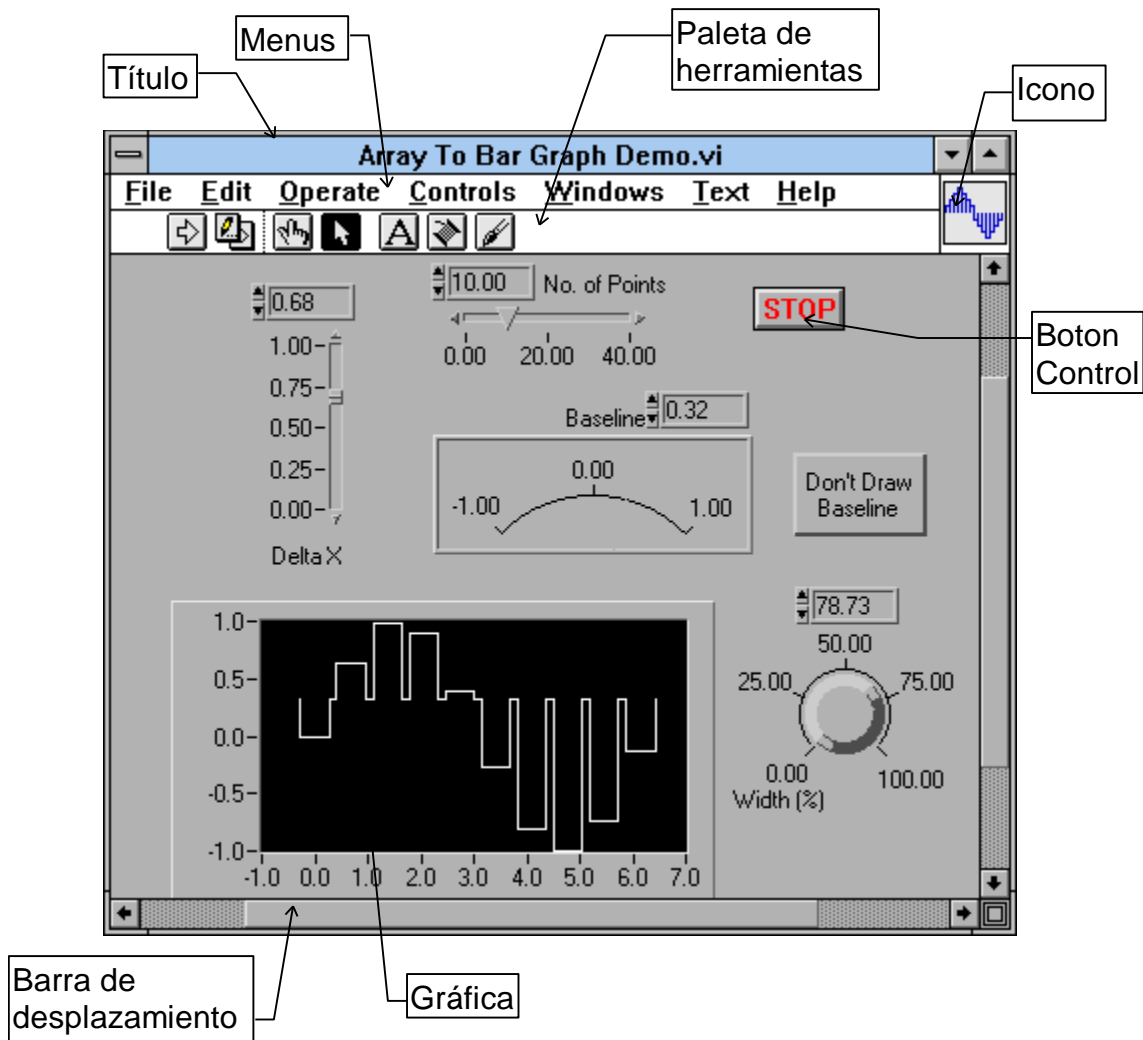 Menus
Paleta de
herramientas
Título
Icono
Array To Bar Graph Demo.vi
File Edit Operate Controls Windows Text Help
A
10.00 No. of Points
0.68
STOP
0.00 20.00 40.00
Boton
Control
1.00
0.75
0.50
0.25
0.00
Delta X
Baseline 0.32
0.00
-1.00 1.00
Don't Draw
Baseline
78.73
50.00
25.00 75.00
0.00 100.00
Width (%)
1.0
0.5
0.0
-0.5
-1.0
-1.0 0.0 1.0 2.0 3.0 4.0 5.0 6.0 7.0
Barra de
desplazamiento
Gráfica